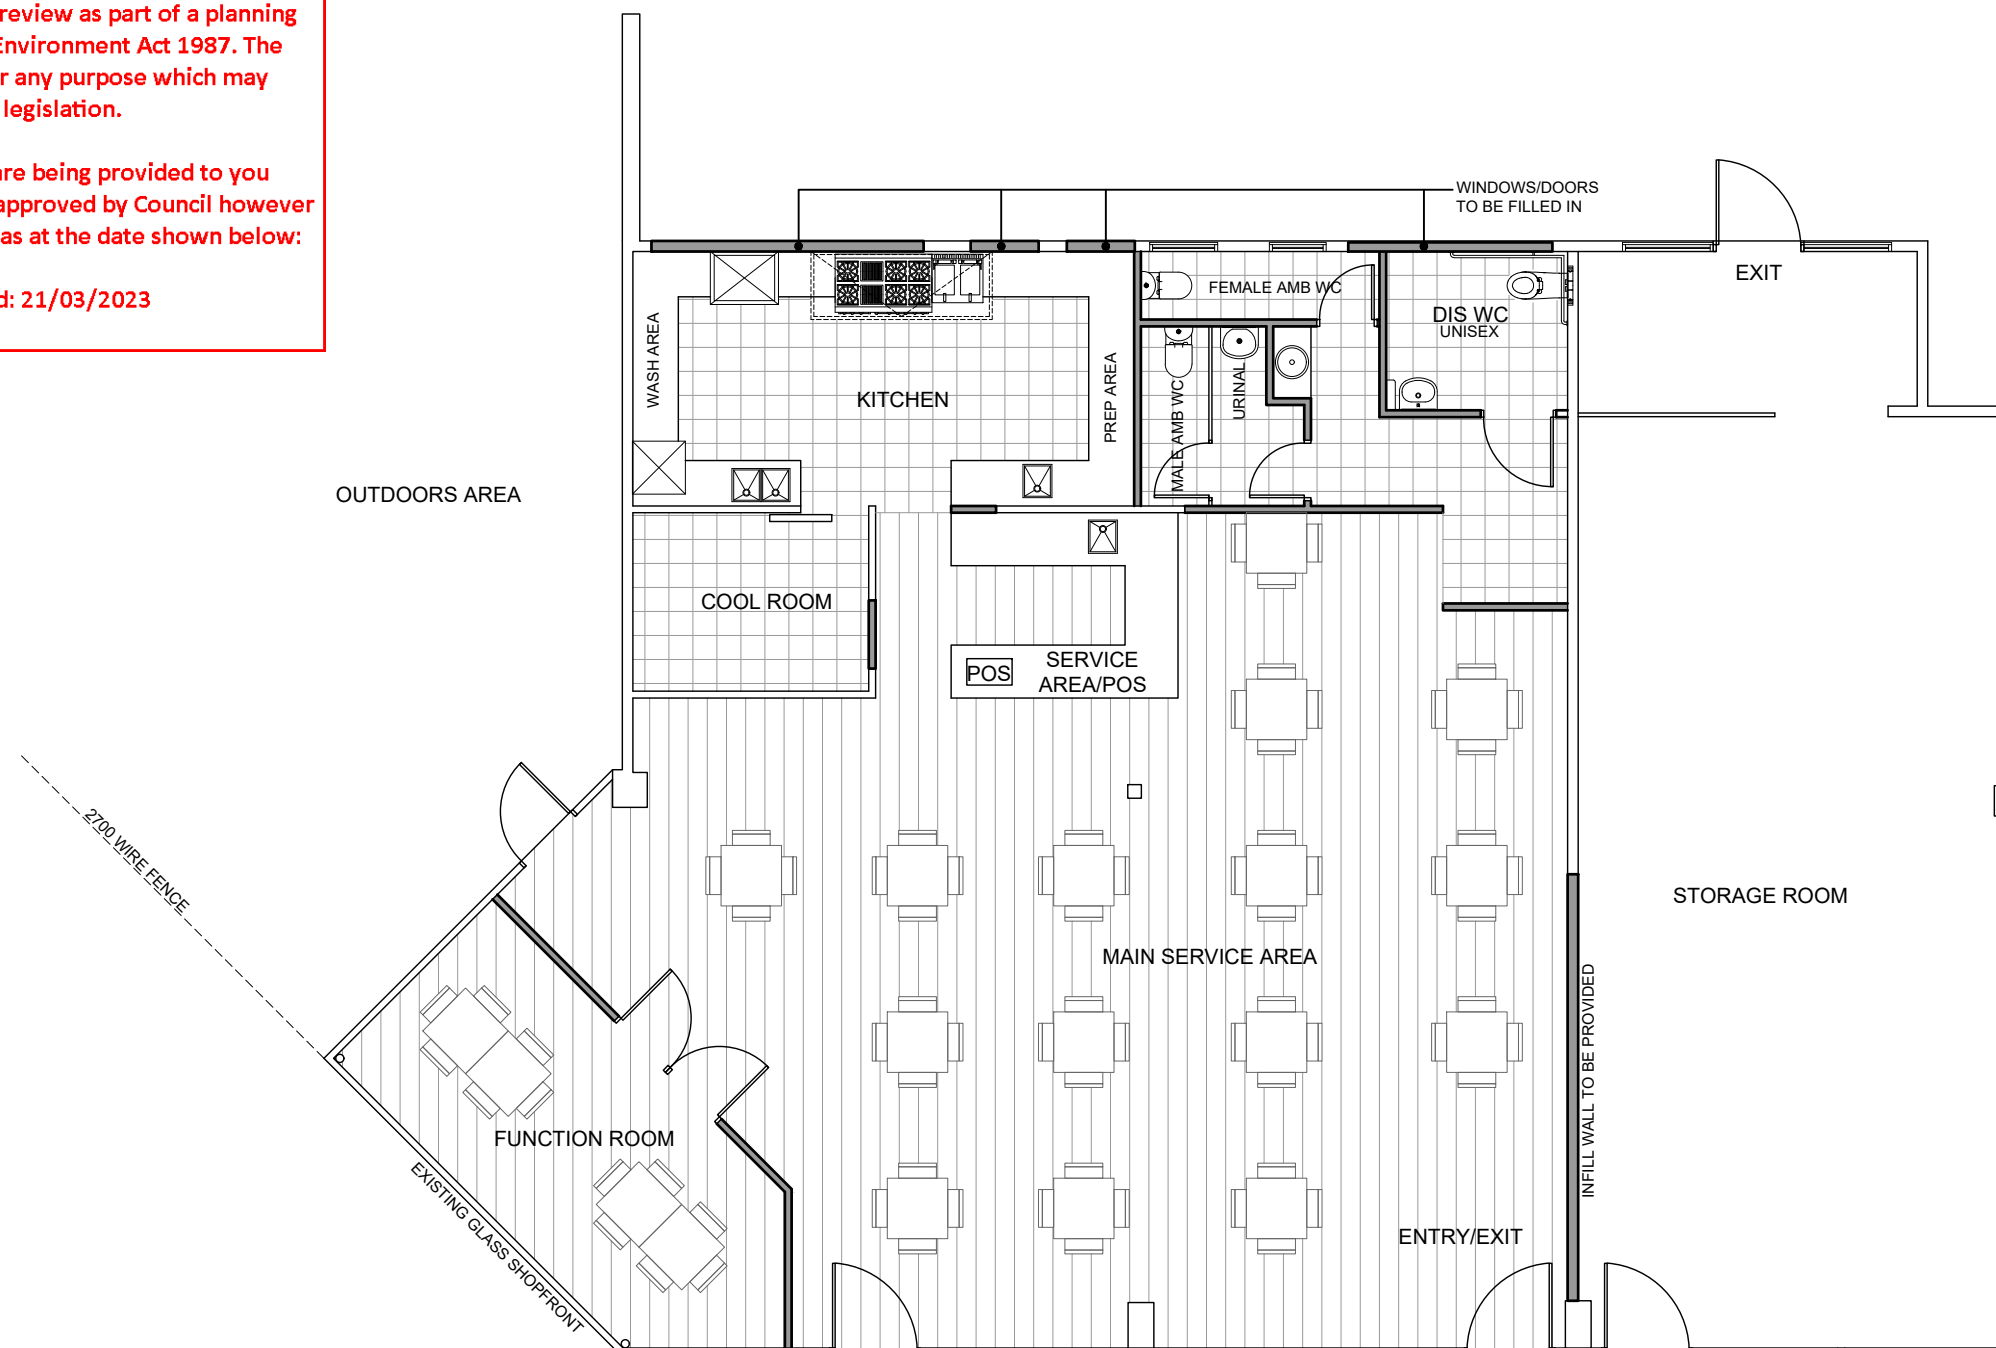 review as part of a planning
Environment Act 1987. The
any purpose which may
legislation.
are being provided to you
approved by Council however
as at the date shown below:
21/03/2023
WINDOWS/DOORS
TO BE FILLED IN
EXIT
FEMALE AMB WC
DIS WC
UNISEX
WASH AREA
KITCHEN
PREP AREA
MALE AMB WC
URINAL
OUTDOORS AREA
COOL ROOM
POS
SERVICE
AREA/POS
2700 WIRE FENCE
STORAGE ROOM
MAIN SERVICE AREA
INFILL WALL TO BE PROVIDED
FUNCTION ROOM
EXISTING GLASS SHOPFRONT
ENTRY/EXIT